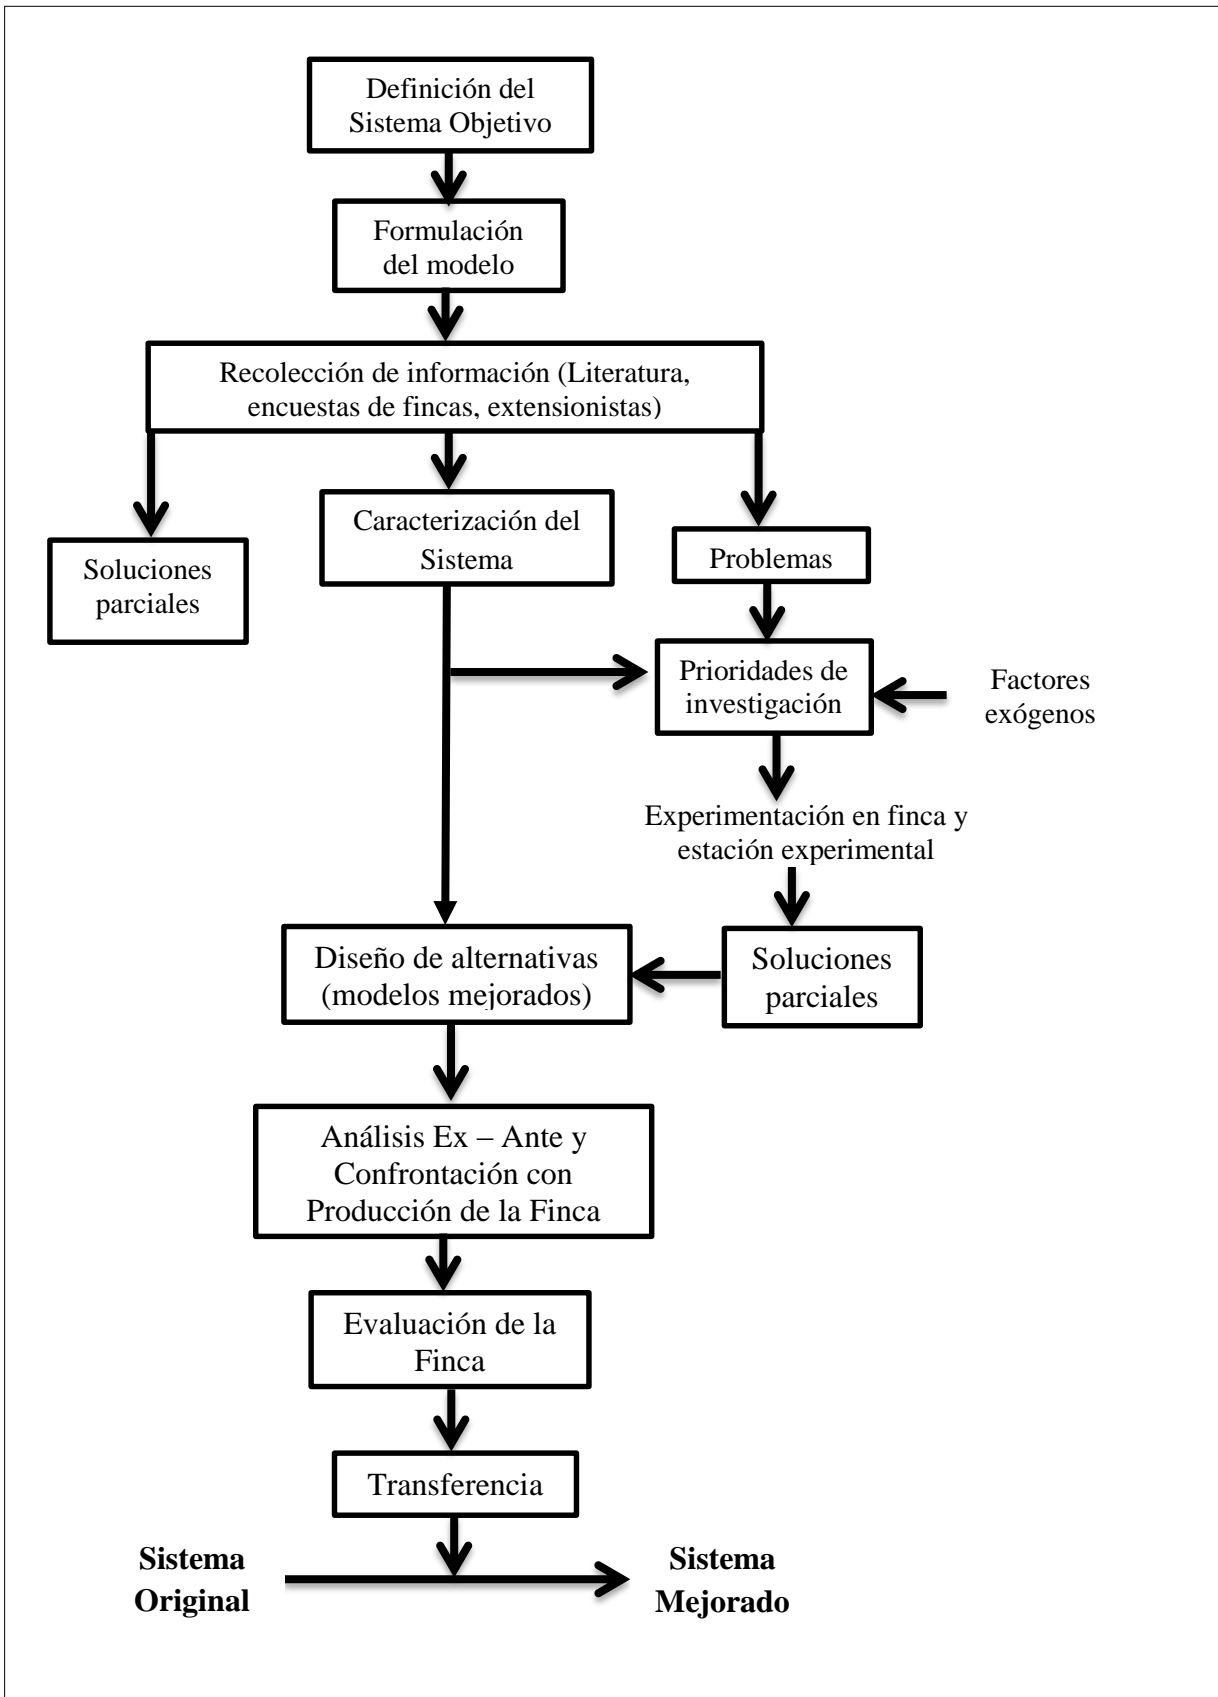 Definición del
Sistema Objetivo
Formulación
del modelo
Recolección de información (Literatura,
encuestas de fincas, extensionistas)
Caracterización del
Sistema
Problemas
Soluciones
parciales
Prioridades de
investigación
Factores
exógenos
Experimentación en finca y
estación experimental
Diseño de alternativas
(modelos mejorados)
Soluciones
parciales
Análisis Ex – Ante y
Confrontación con
Producción de la Finca
Evaluación de la
Finca
Transferencia
Sistema
Original
Sistema
Mejorado